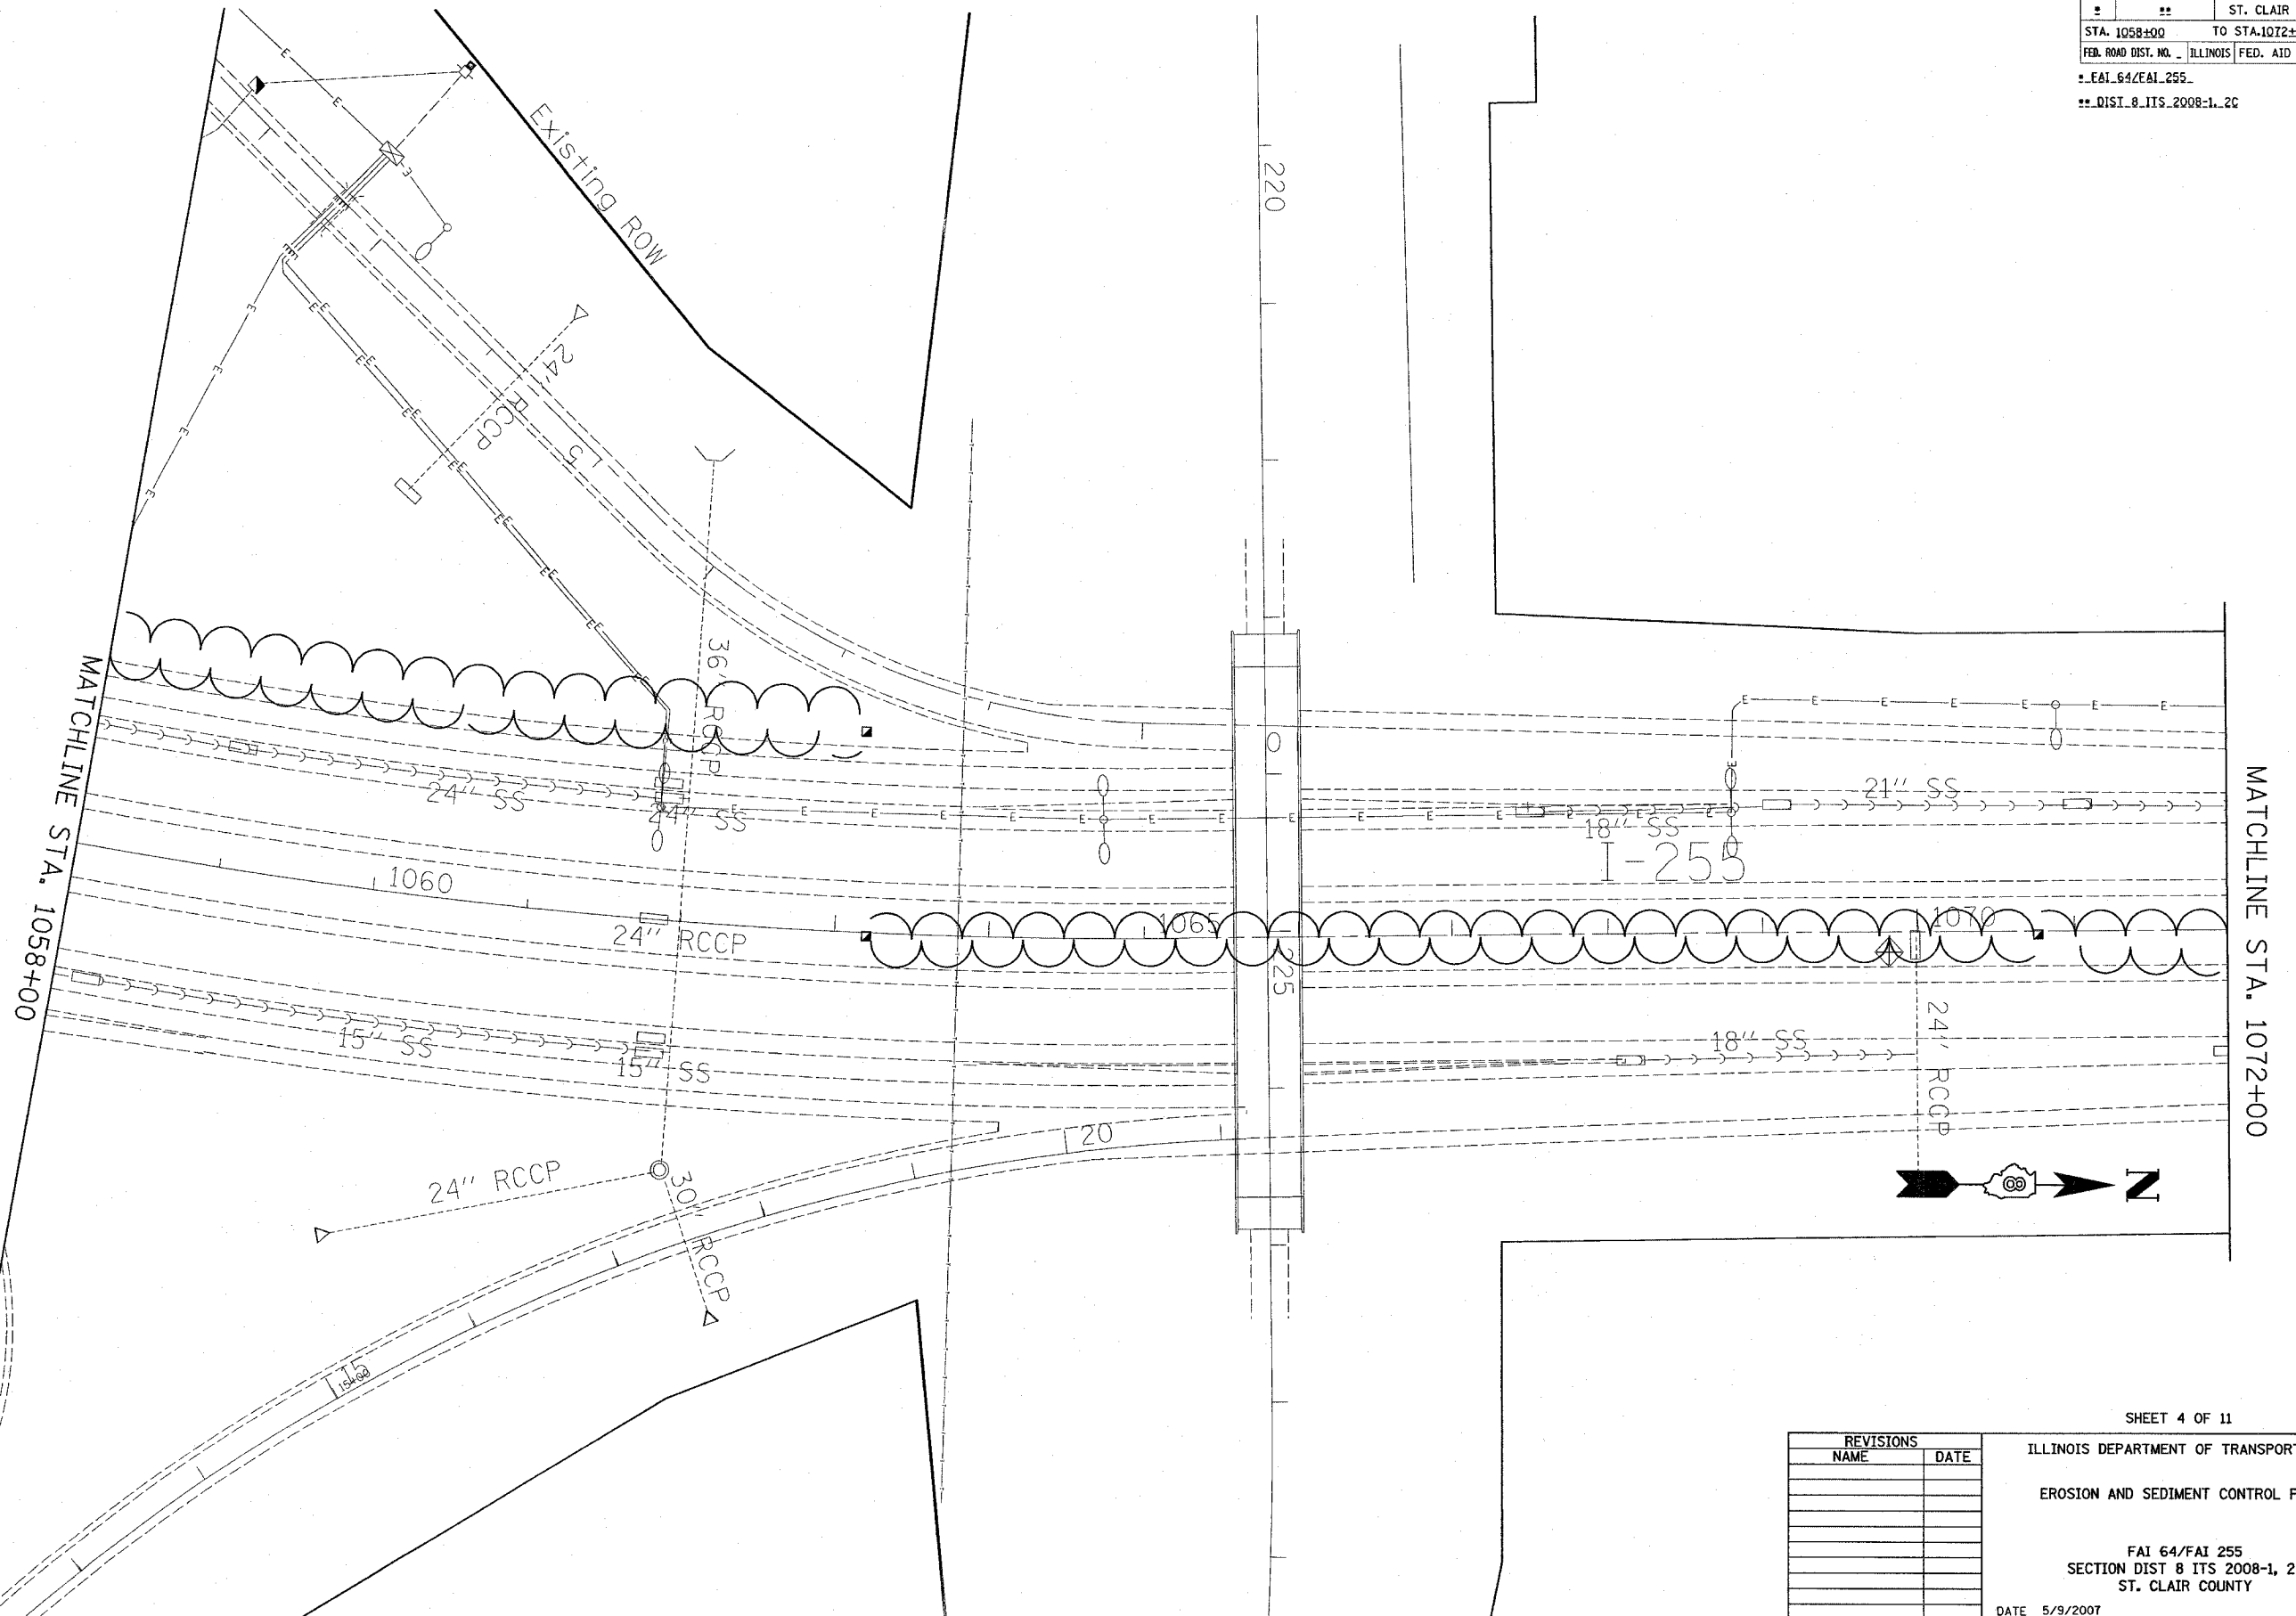 ST. CLAIR
STA. 1058+00 TO STA. 1072+
FED. ROAD DIST. NO. ILLINOIS FED. AID
* FAI 64/FAI 255
** DIST 8 ITS 2008-1, 2C
Existing ROW
220
24" RCCP
5
36" RCCP
0
MATCHLINE STA. 1058+00
24" SS
24" SS
21" SS
18" SS
I-255
MATCHLINE STA. 1072+00
1060
24" RCCP
1065
1070
225
15" SS
15" SS
18" SS
24" RCCP
20
24" RCCP
30" RCCP
N
15
15+00
SHEET 4 OF 11
REVISIONS
NAME DATE
ILLINOIS DEPARTMENT OF TRANSPOR
EROSION AND SEDIMENT CONTROL
FAI 64/FAI 255
SECTION DIST 8 ITS 2008-1, 2
ST. CLAIR COUNTY
DATE 5/9/2007